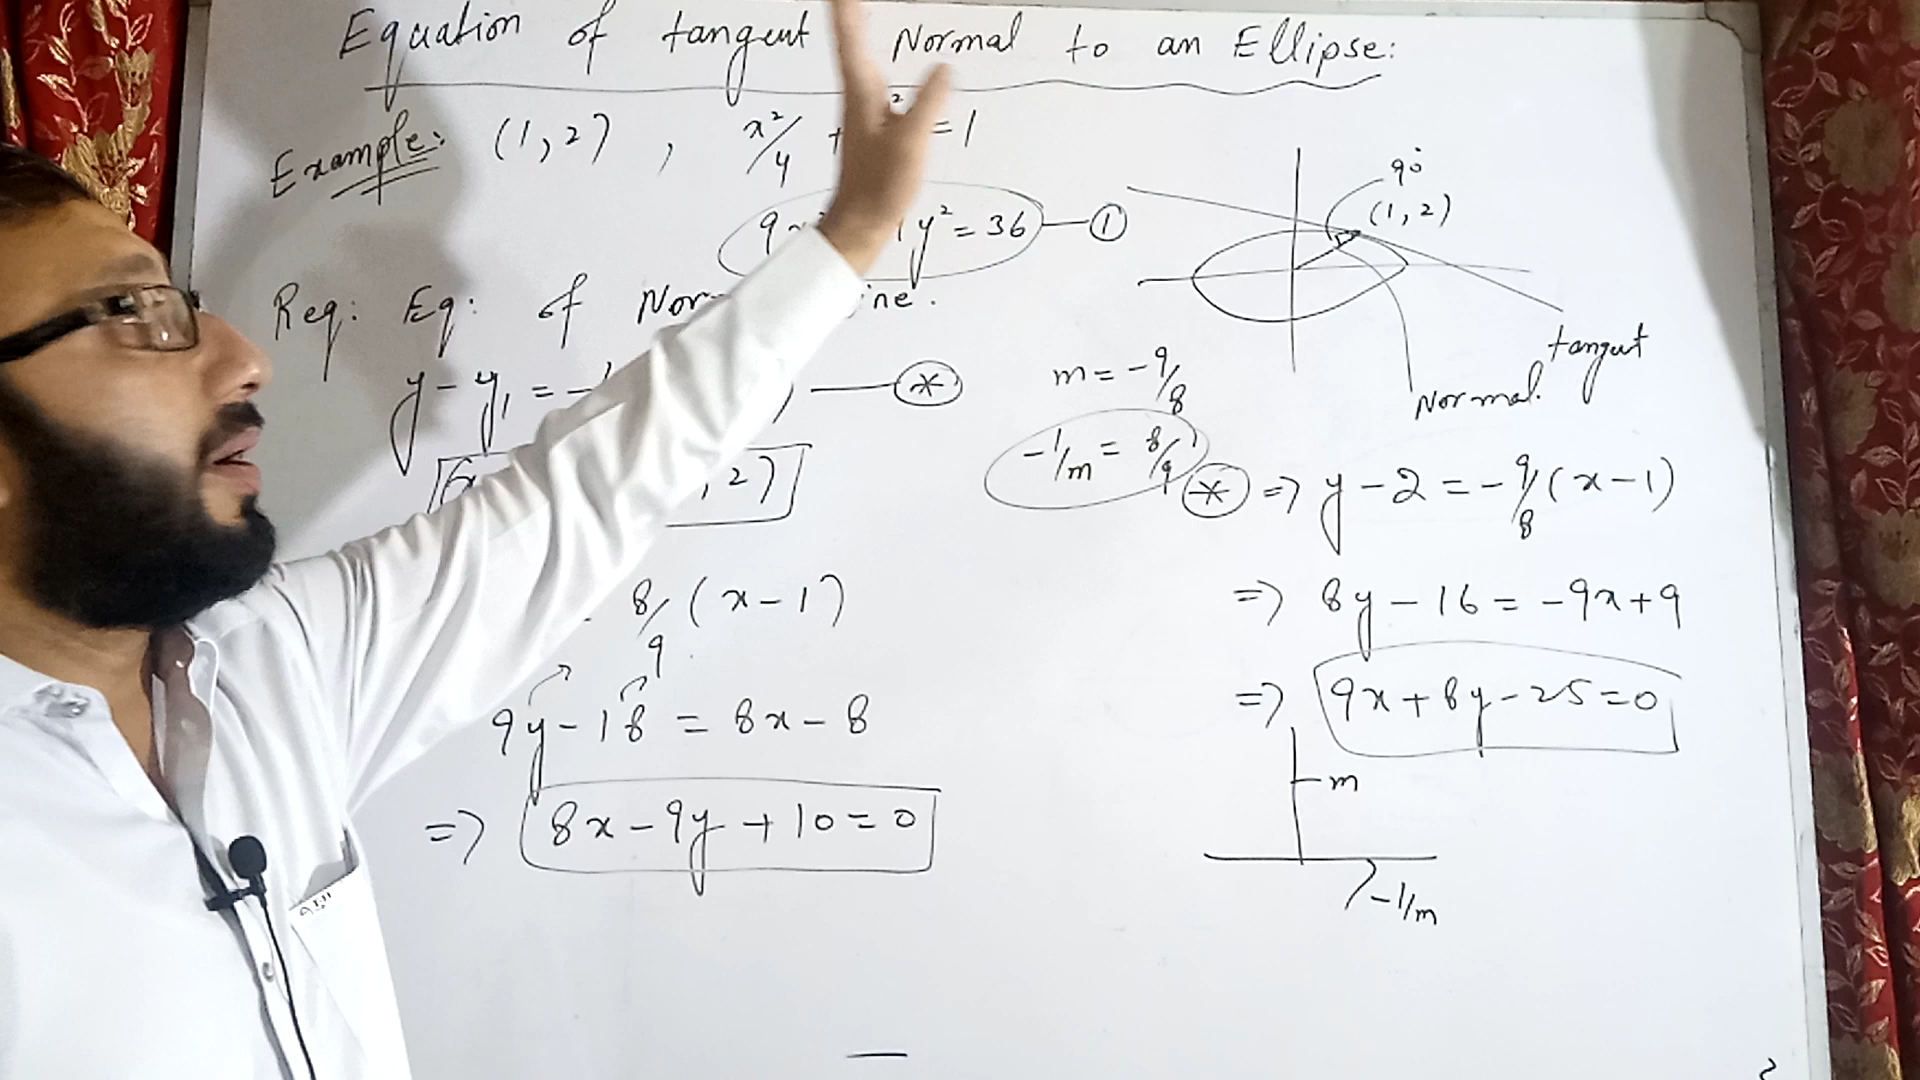 Equation of tangent Normal to an Ellipse:
Example: (1,2) , x²/4 + ² = 1
9x² y² = 36 — ①
Req: Eq: of Nor ine.
y - y₁ = - ) — (*)
, 2)
8/9 (x-1)
9y - 18 = 8x - 8
=> 8x - 9y + 10 = 0
90°
(1,2)
tangent
Normal.
m = -9/8
-1/m = 8/9
(*) => y - 2 = -9/8 (x-1)
=> 8y - 16 = -9x + 9
=> 9x + 8y - 25 = 0
m
-1/m